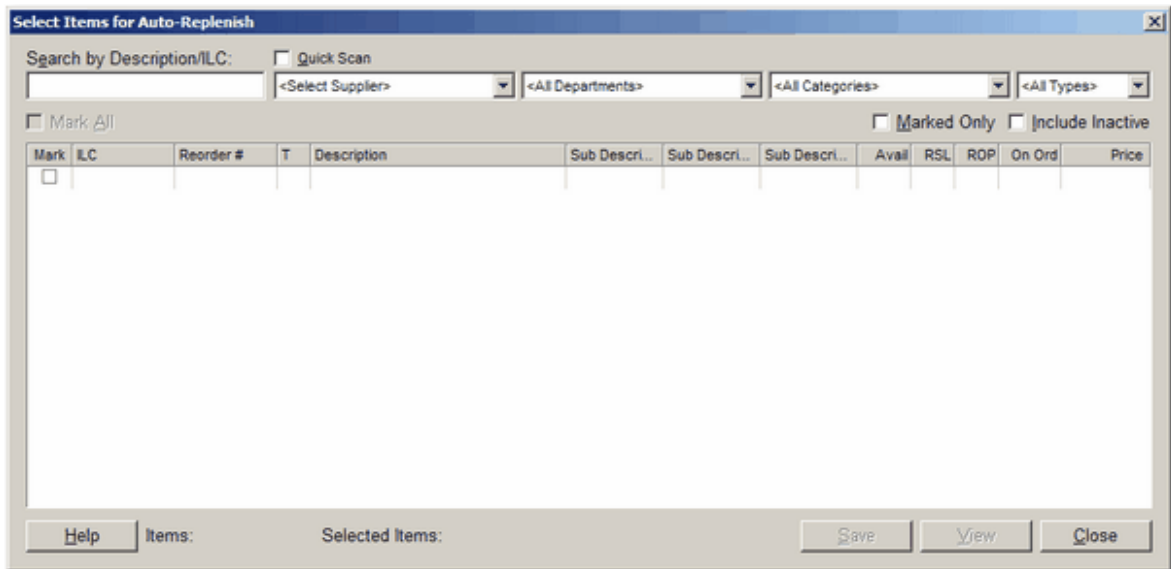 Select Items for Auto-Replenish
Search by Description/ILC: Quick Scan
<Select Supplier> <All Departments> <All Categories> <All Types>
Mark All Marked Only Include Inactive
Mark ILC Reorder # T Description Sub Descri... Sub Descri... Sub Descri... Avail RSL ROP On Ord Price
Help Items: Selected Items: Save View Close